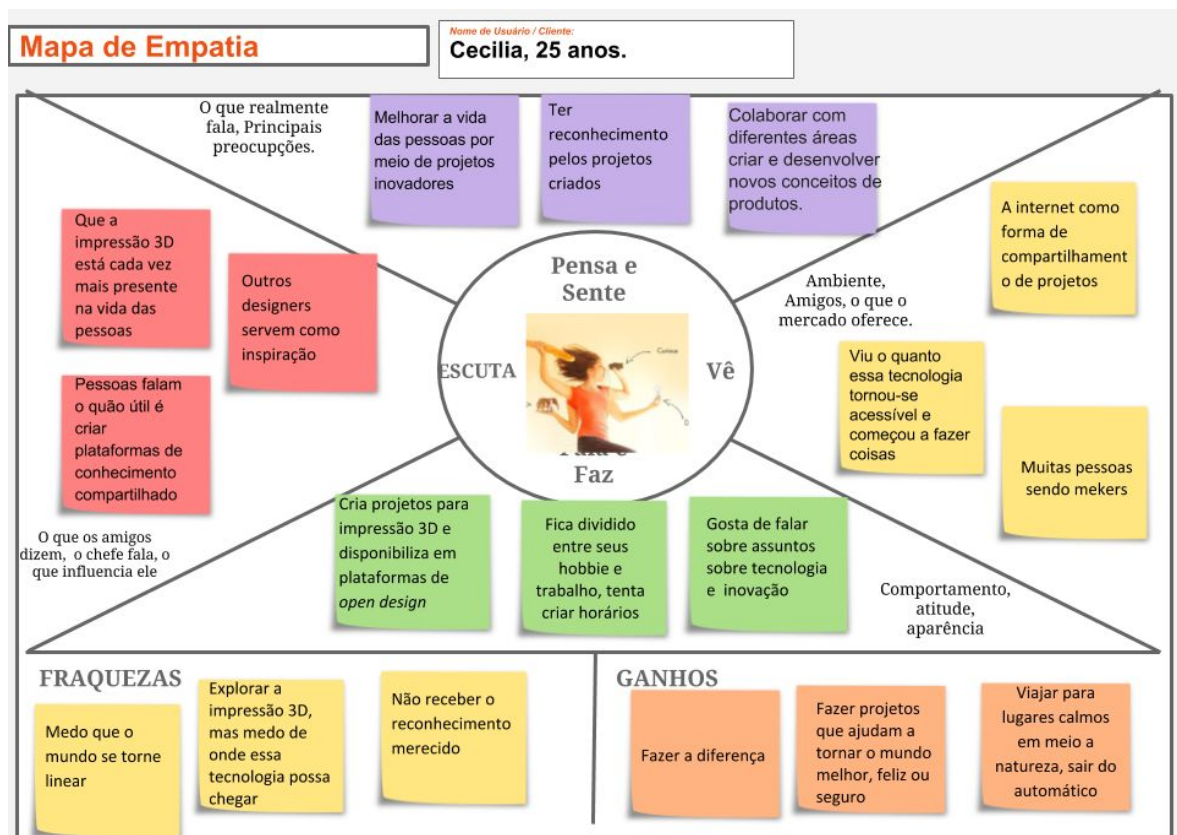 Mapa de Empatia
Nome de Usuário / Cliente:
Cecilia, 25 anos.
O que realmente
fala, Principais
preocupções.
Melhorar a vida
das pessoas por
meio de projetos
inovadores
Ter
reconhecimento
pelos projetos
criados
Colaborar com
diferentes áreas
criar e desenvolver
novos conceitos de
produtos.
Que a
impressão 3D
está cada vez
mais presente
na vida das
pessoas
Outros
designers
servem como
inspiração
Pessoas falam
o quão útil é
criar
plataformas de
conhecimento
compartilhado
O que os amigos
dizem, o chefe fala, o
que influencia ele
Pensa e
Sente
ESCUTA
Vê
Faz
Ambiente,
Amigos, o que o
mercado oferece.
A internet como
forma de
compartilhament
o de projetos
Viu o quanto
essa tecnologia
tornou-se
acessível e
começou a fazer
coisas
Muitas pessoas
sendo mekers
Cria projetos para
impressão 3D e
disponibiliza em
plataformas de
open design
Fica dividido
entre seus
hobbie e
trabalho, tenta
criar horários
Gosta de falar
sobre assuntos
sobre tecnologia
e inovação
Comportamento,
atitude,
aparência
FRAQUEZAS
Medo que o
mundo se torne
linear
Explorar a
impressão 3D,
mas medo de
onde essa
tecnologia possa
chegar
Não receber o
reconhecimento
merecido
GANHOS
Fazer a diferença
Fazer projetos
que ajudam a
tornar o mundo
melhor, feliz ou
seguro
Viajar para
lugares calmos
em meio a
natureza, sair do
automático